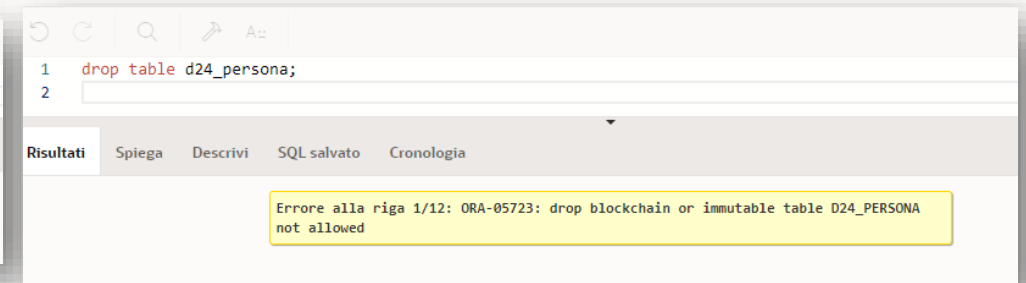 A::
1 drop table d24_persona;
2
Risultati Spiega Descrivi SQL salvato Cronologia
Errore alla riga 1/12: ORA-05723: drop blockchain or immutable table D24_PERSONA
not allowed